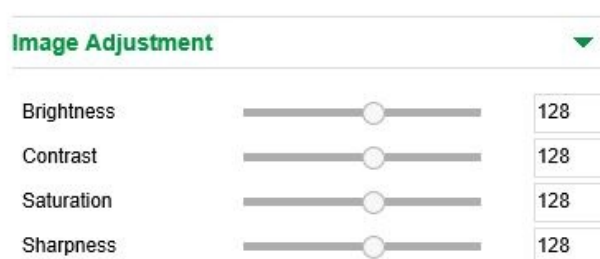 Image Adjustment
Brightness 128
Contrast 128
Saturation 128
Sharpness 128